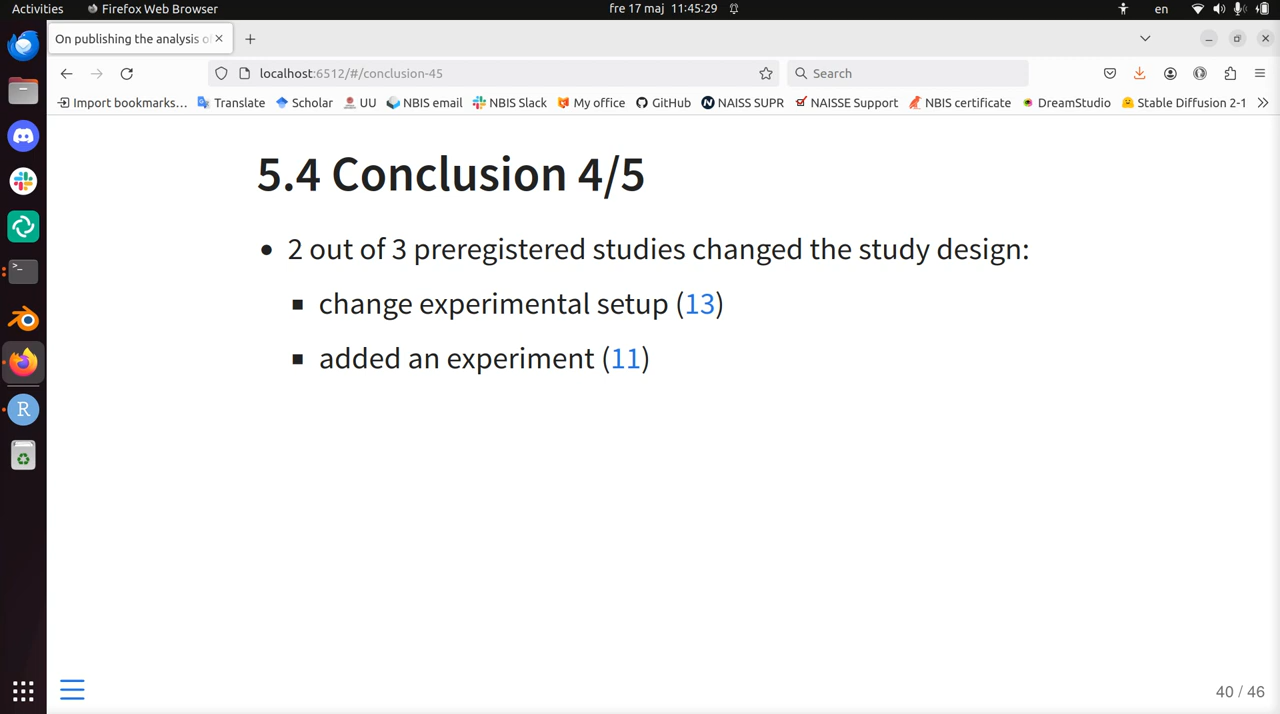 Activities Firefox Web Browser fre 17 maj 11:45:29 en
On publishing the analysis o
localhost:6512/#/conclusion-45 Search
Import bookmarks... Translate Scholar UU NBIS email NBIS Slack My office GitHub NAISS SUPR NAISSE Support NBIS certificate DreamStudio Stable Diffusion 2-1
5.4 Conclusion 4/5
• 2 out of 3 preregistered studies changed the study design:
▪ change experimental setup (13)
▪ added an experiment (11)
R
40 / 46